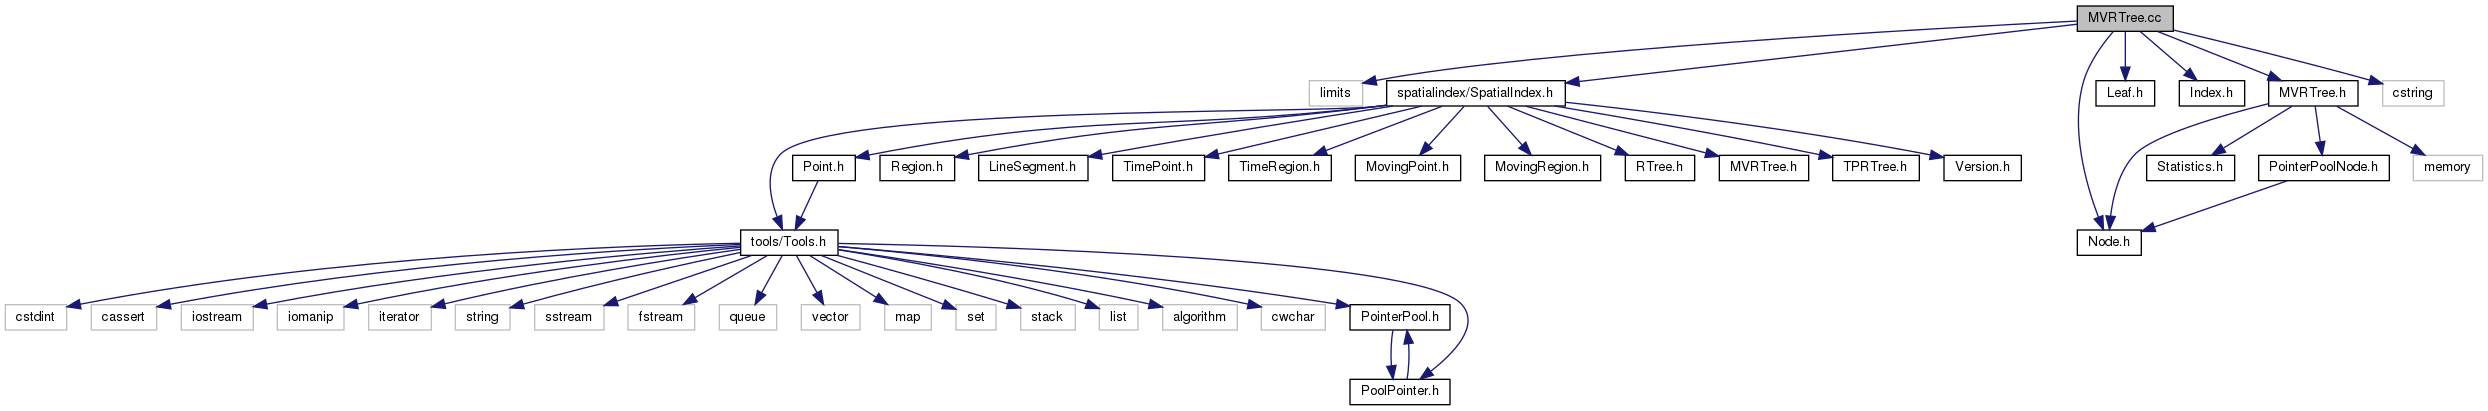 MVRTree.cc
limits
spatialindex/SpatialIndex.h
Leaf.h
Index.h
MVRTree.h
cstring
Point.h
Region.h
LineSegment.h
TimePoint.h
TimeRegion.h
MovingPoint.h
MovingRegion.h
RTree.h
MVRTree.h
TPRTree.h
Version.h
Statistics.h
PointerPoolNode.h
memory
tools/Tools.h
Node.h
cstdint
cassert
iostream
iomanip
iterator
string
sstream
fstream
queue
vector
map
set
stack
list
algorithm
cwchar
PointerPool.h
PoolPointer.h